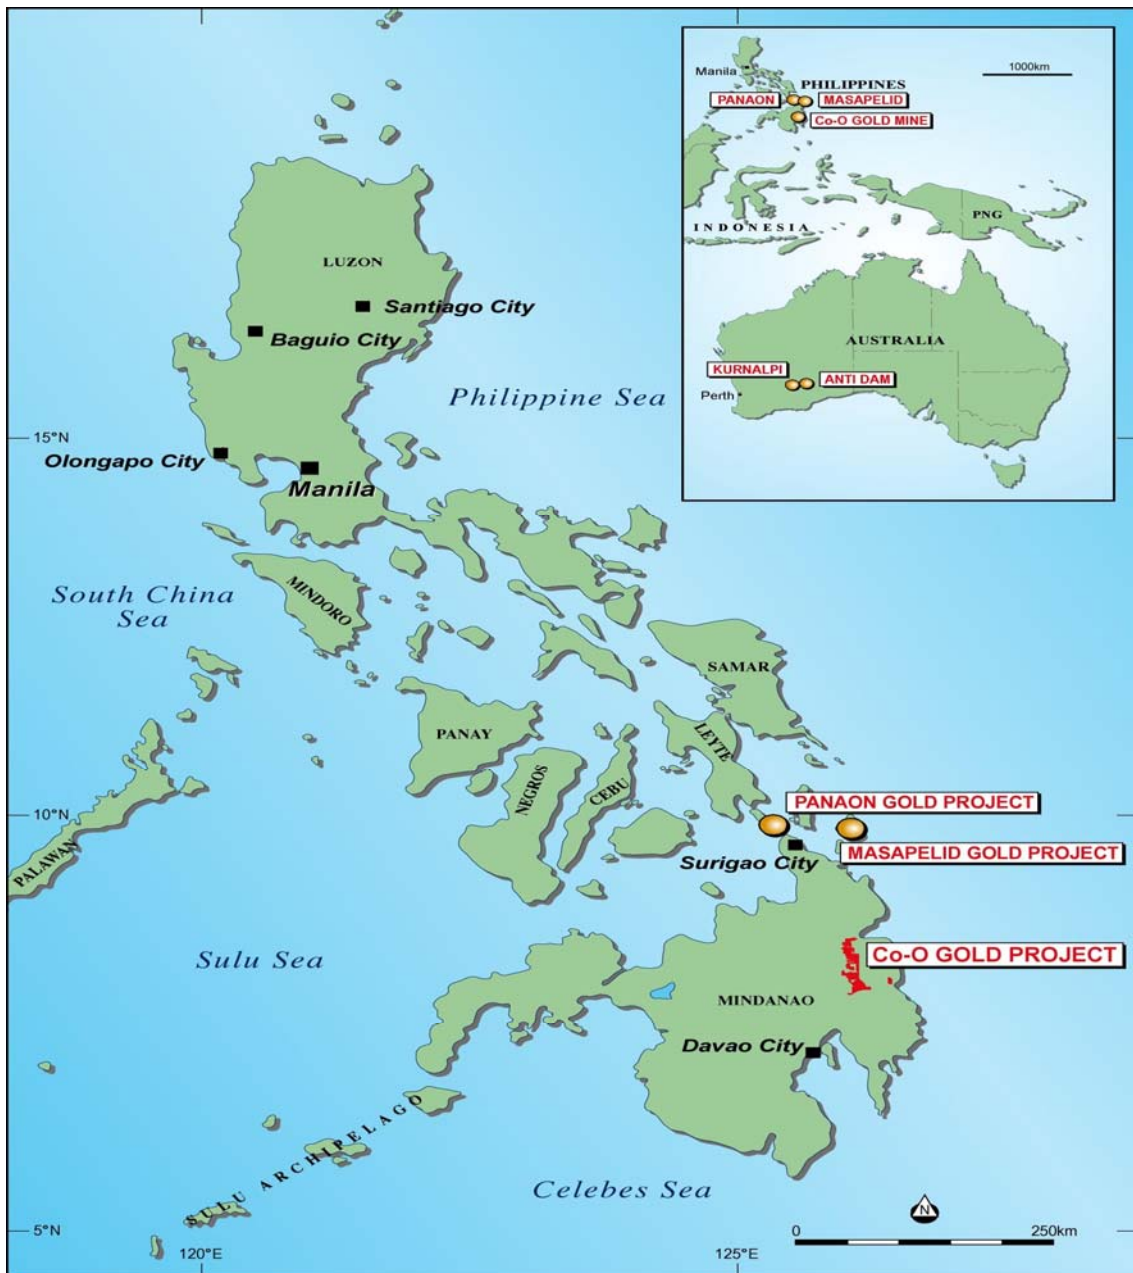 Manila
PHILIPPINES
1000km
PANAON
MASAPELID
Co-O GOLD MINE
PNG
INDONESIA
AUSTRALIA
KURNALPI
ANTI DAM
Perth
LUZON
Santiago City
Baguio City
Philippine Sea
15°N
Olongapo City
Manila
South China
Sea
MINDORO
SAMAR
PANAY
LEYTE
NEGROS
CEBU
10°N
PANAON GOLD PROJECT
MASAPELID GOLD PROJECT
Surigao City
PALAWAN
Sulu Sea
Co-O GOLD PROJECT
MINDANAO
Davao City
SULU ARCHIPELAGO
Celebes Sea
N
0
250km
5°N
120°E
125°E